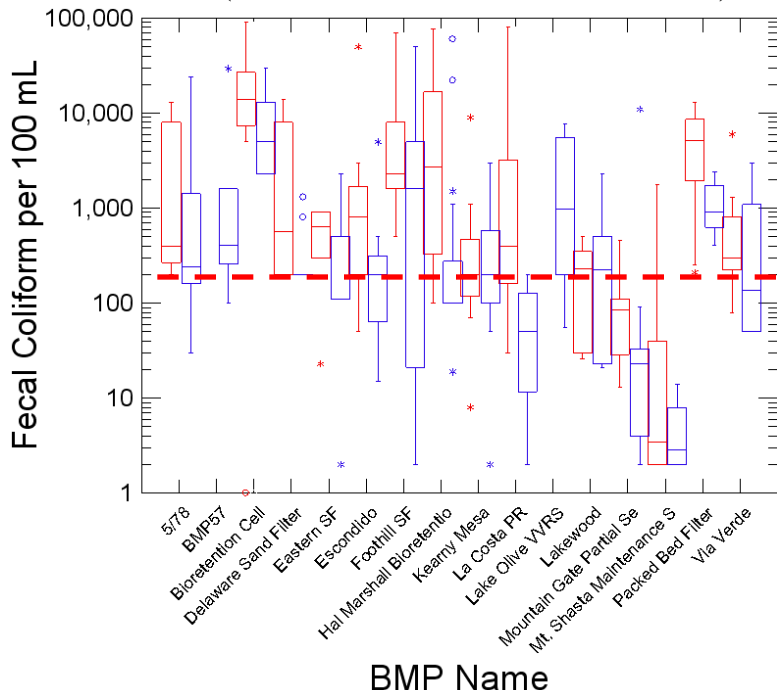 100,000
10,000
1,000
100
10
1
Fecal Coliform per 100 mL
5/78
BMP57
Bioretention Cell
Delaware Sand Filter
Eastern SF
Escondido
Foothill SF
Hal Marshall Bioretentio
Kearny Mesa
La Costa PR
Lake Olive VVRS
Lakewood
Mountain Gate Partial Se
Mt. Shasta Maintenance S
Packed Bed Filter
Via Verde
BMP Name